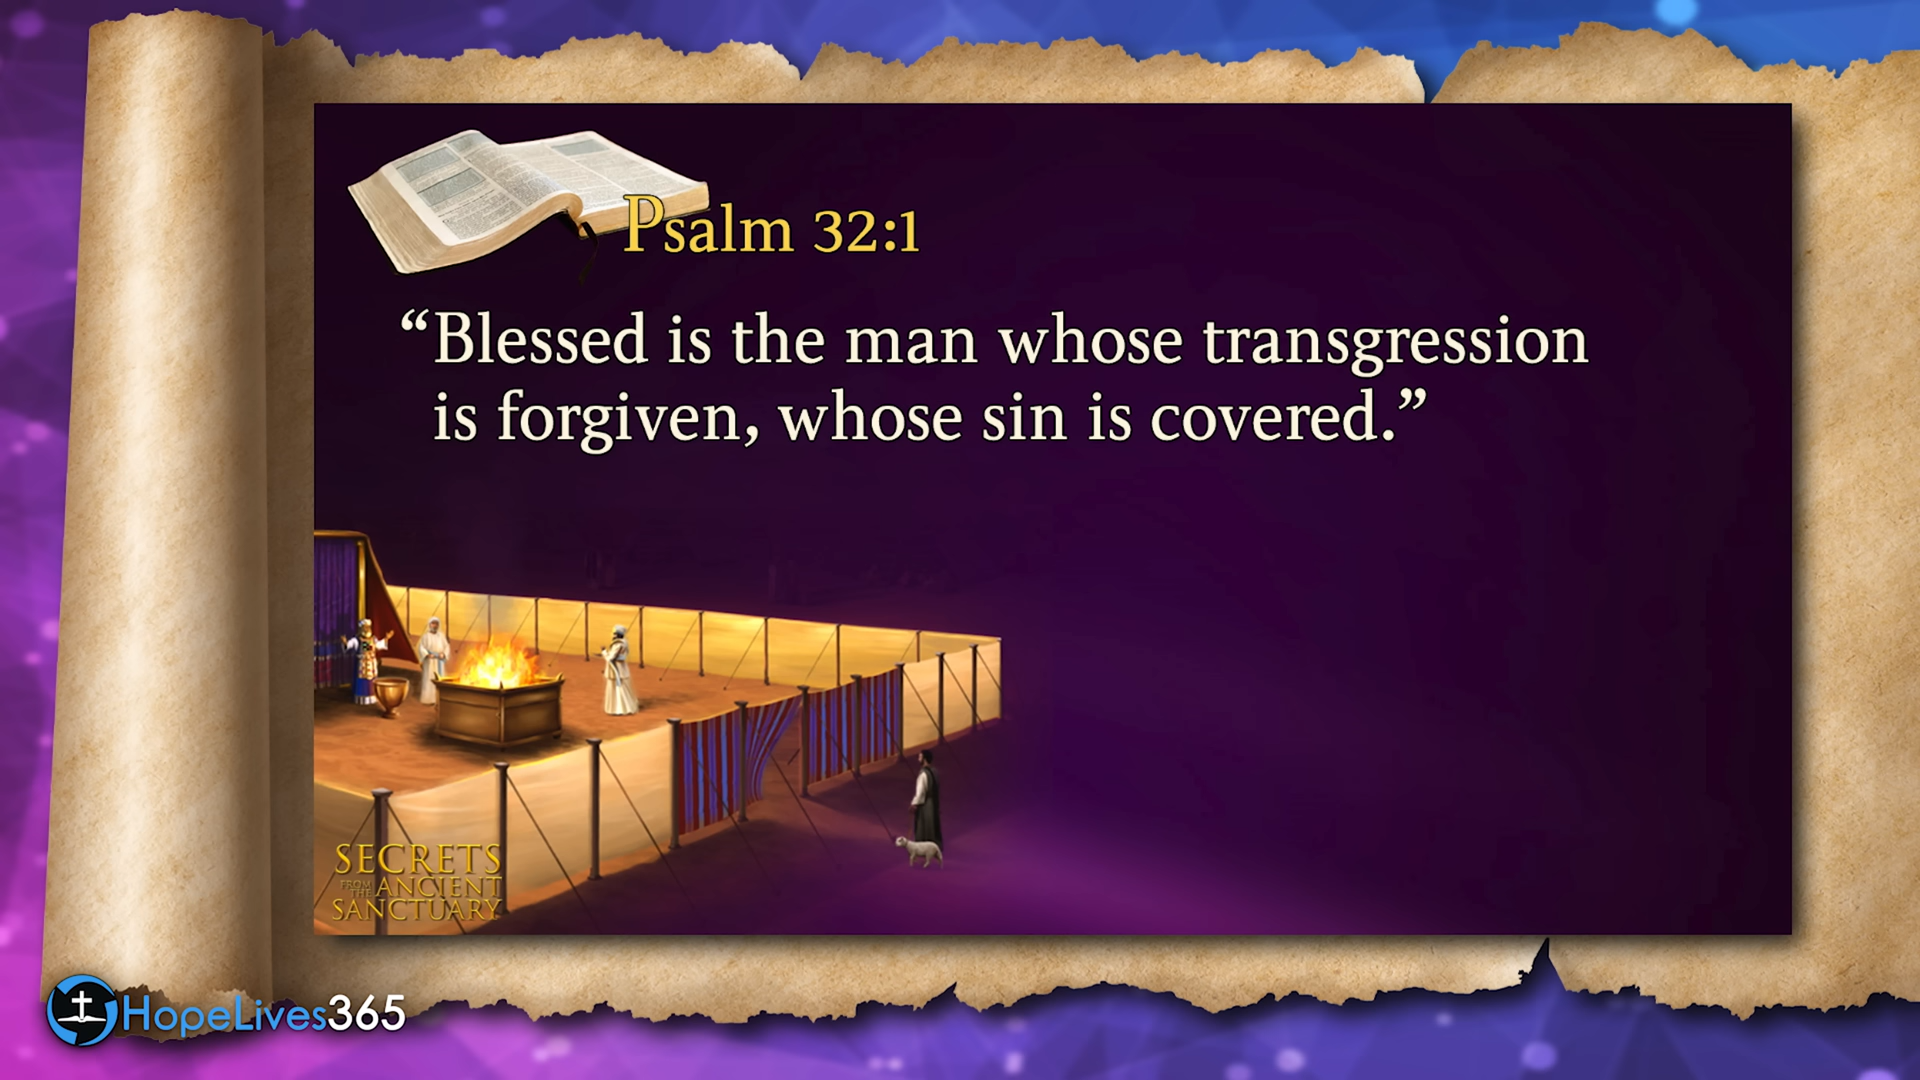 Psalm 32:1
“Blessed is the man whose transgression
is forgiven, whose sin is covered.”
SECRETS
FROM THE ANCIENT
SANCTUARY
HopeLives365